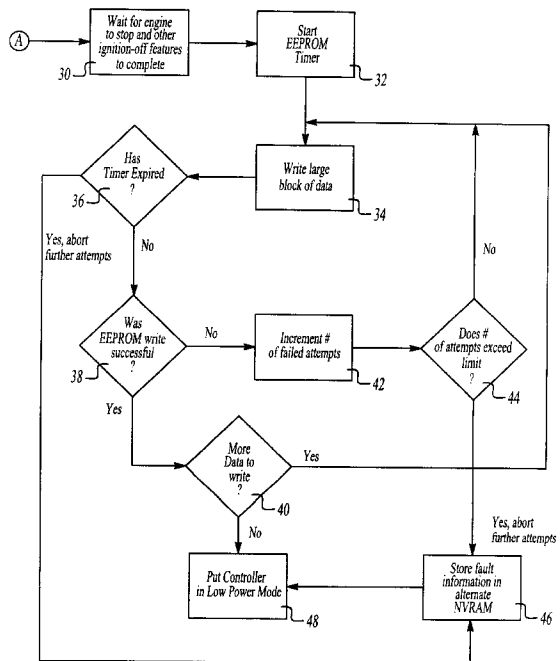 A
Wait for engine
to stop and other
ignition-off features
to complete
30
Start
EEPROM
Timer
32
Has
Timer Expired
?
36
Write large
block of data
34
Yes, abort
further attempts
No
No
Was
EEPROM write
successful
?
38
No
Increment #
of failed attempts
42
Does #
of attempts exceed
limit
?
44
Yes
More
Data to
write
?
40
Yes
No
Yes, abort
further attempts
Put Controller
in Low Power Mode
48
Store fault
information in
alternate
NVRAM
46